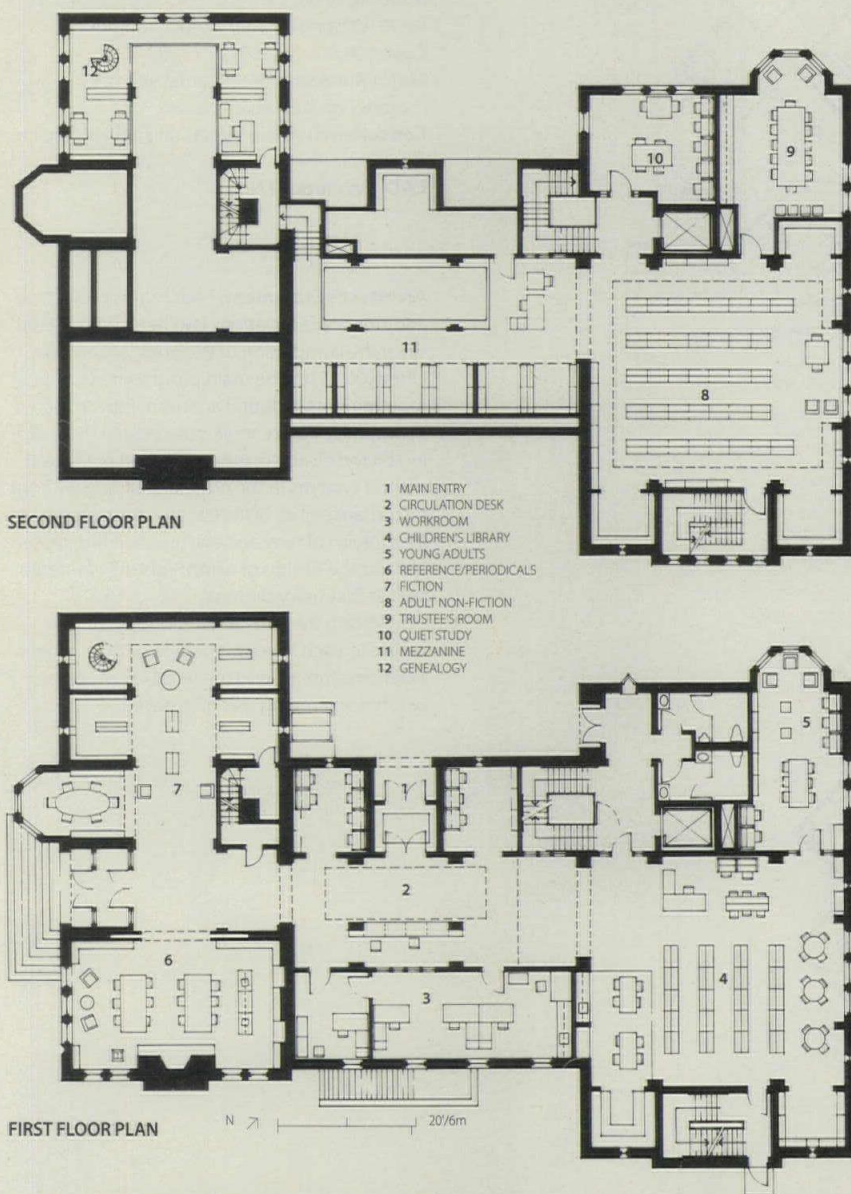 12
10
9
11
8
SECOND FLOOR PLAN
1 MAIN ENTRY
2 CIRCULATION DESK
3 WORKROOM
4 CHILDREN'S LIBRARY
5 YOUNG ADULTS
6 REFERENCE/PERIODICALS
7 FICTION
8 ADULT NON-FICTION
9 TRUSTEE'S ROOM
10 QUIET STUDY
11 MEZZANINE
12 GENEALOGY
5
7
1
2
6
3
4
FIRST FLOOR PLAN
N
20'/6m